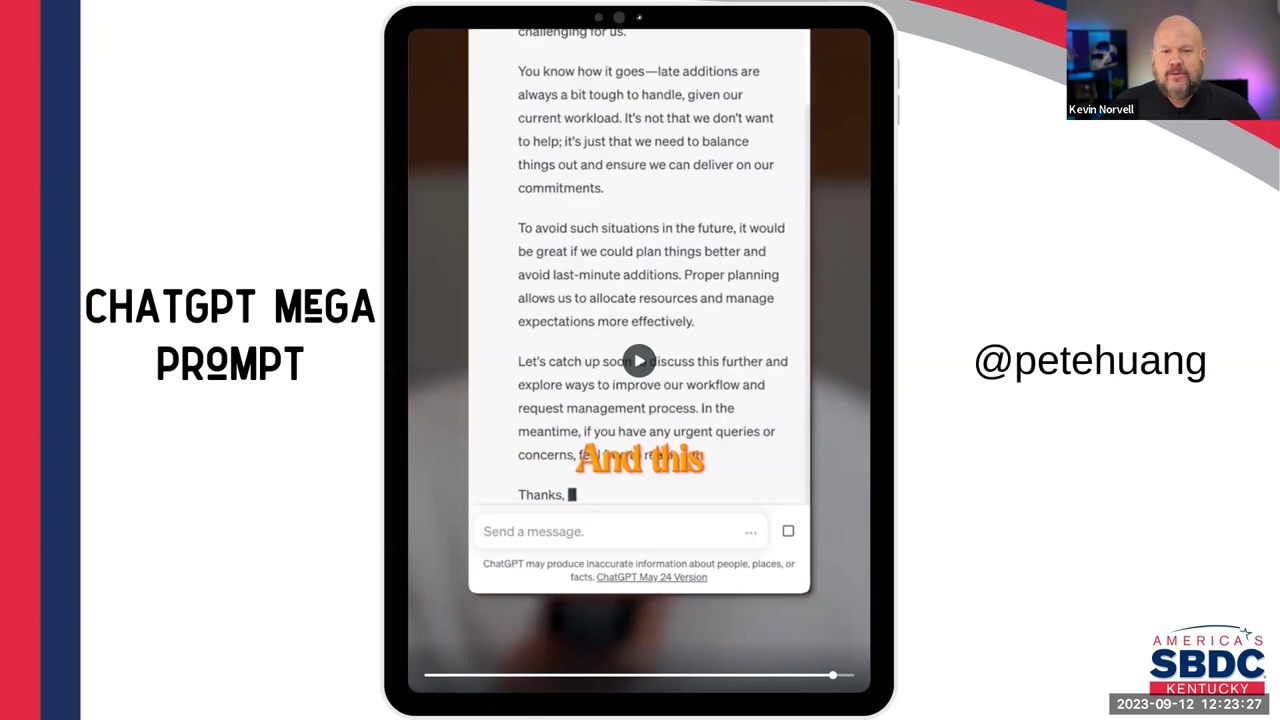 CHATGPT MEGA
PROMPT
challenging for us.
You know how it goes—late additions are
always a bit tough to handle, given our
current workload. It's not that we don't want
to help; it's just that we need to balance
things out and ensure we can deliver on our
commitments.
To avoid such situations in the future, it would
be great if we could plan things better and
avoid last-minute additions. Proper planning
allows us to allocate resources and manage
expectations more effectively.
Let's catch up soon discuss this further and
explore ways to improve our workflow and
request management process. In the
meantime, if you have any urgent queries or
concerns,
And this
Thanks,
Send a message.
ChatGPT may produce inaccurate information about people, places, or
facts. ChatGPT May 24 Version
@petehuang
Kevin Norvell
AMERICA'S
SBDC
KENTUCKY
2023-09-12 12:23:27